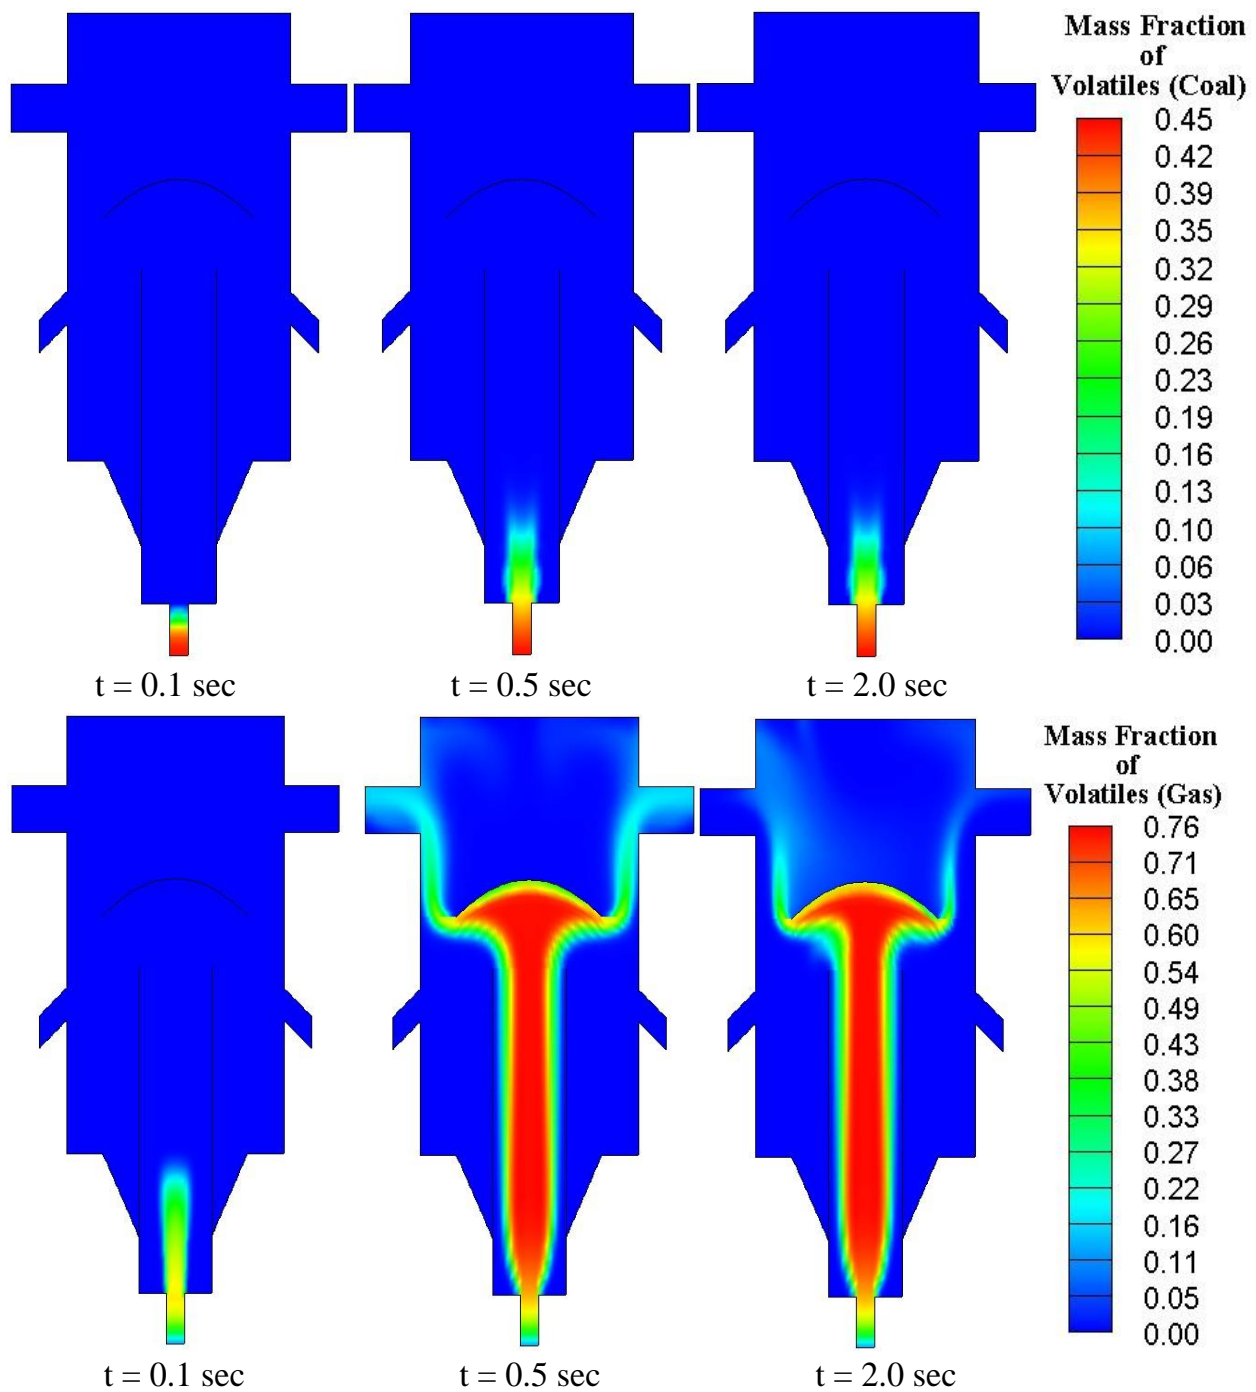 Mass Fraction
of
Volatiles (Coal)
0.45
0.42
0.39
0.35
0.32
0.29
0.26
0.23
0.19
0.16
0.13
0.10
0.06
0.03
0.00
t = 0.1 sec
t = 0.5 sec
t = 2.0 sec
Mass Fraction
of
Volatiles (Gas)
0.76
0.71
0.65
0.60
0.54
0.49
0.43
0.38
0.33
0.27
0.22
0.16
0.11
0.05
0.00
t = 0.1 sec
t = 0.5 sec
t = 2.0 sec